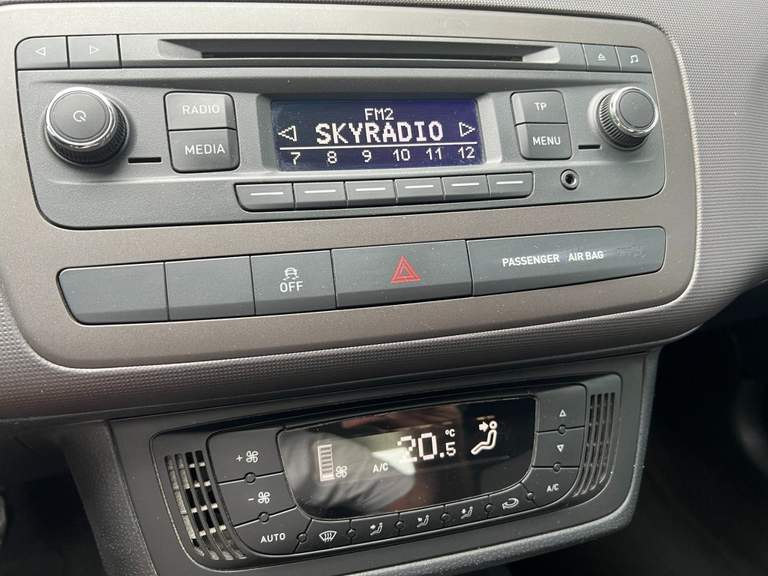 RADIO
MEDIA
FM2
SKYRADIO
7 8 9 10 11 12
TP
MENU
OFF
PASSENGER AIR BAG
A/C
20.5 °C
A/C
AUTO